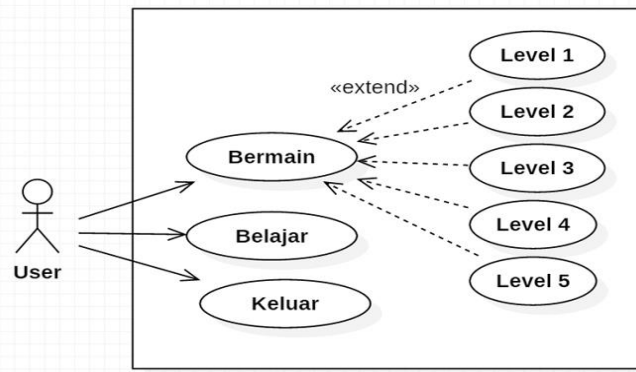 Level 1
«extend»
Level 2
Bermain
Level 3
Level 4
Belajar
User
Level 5
Keluar